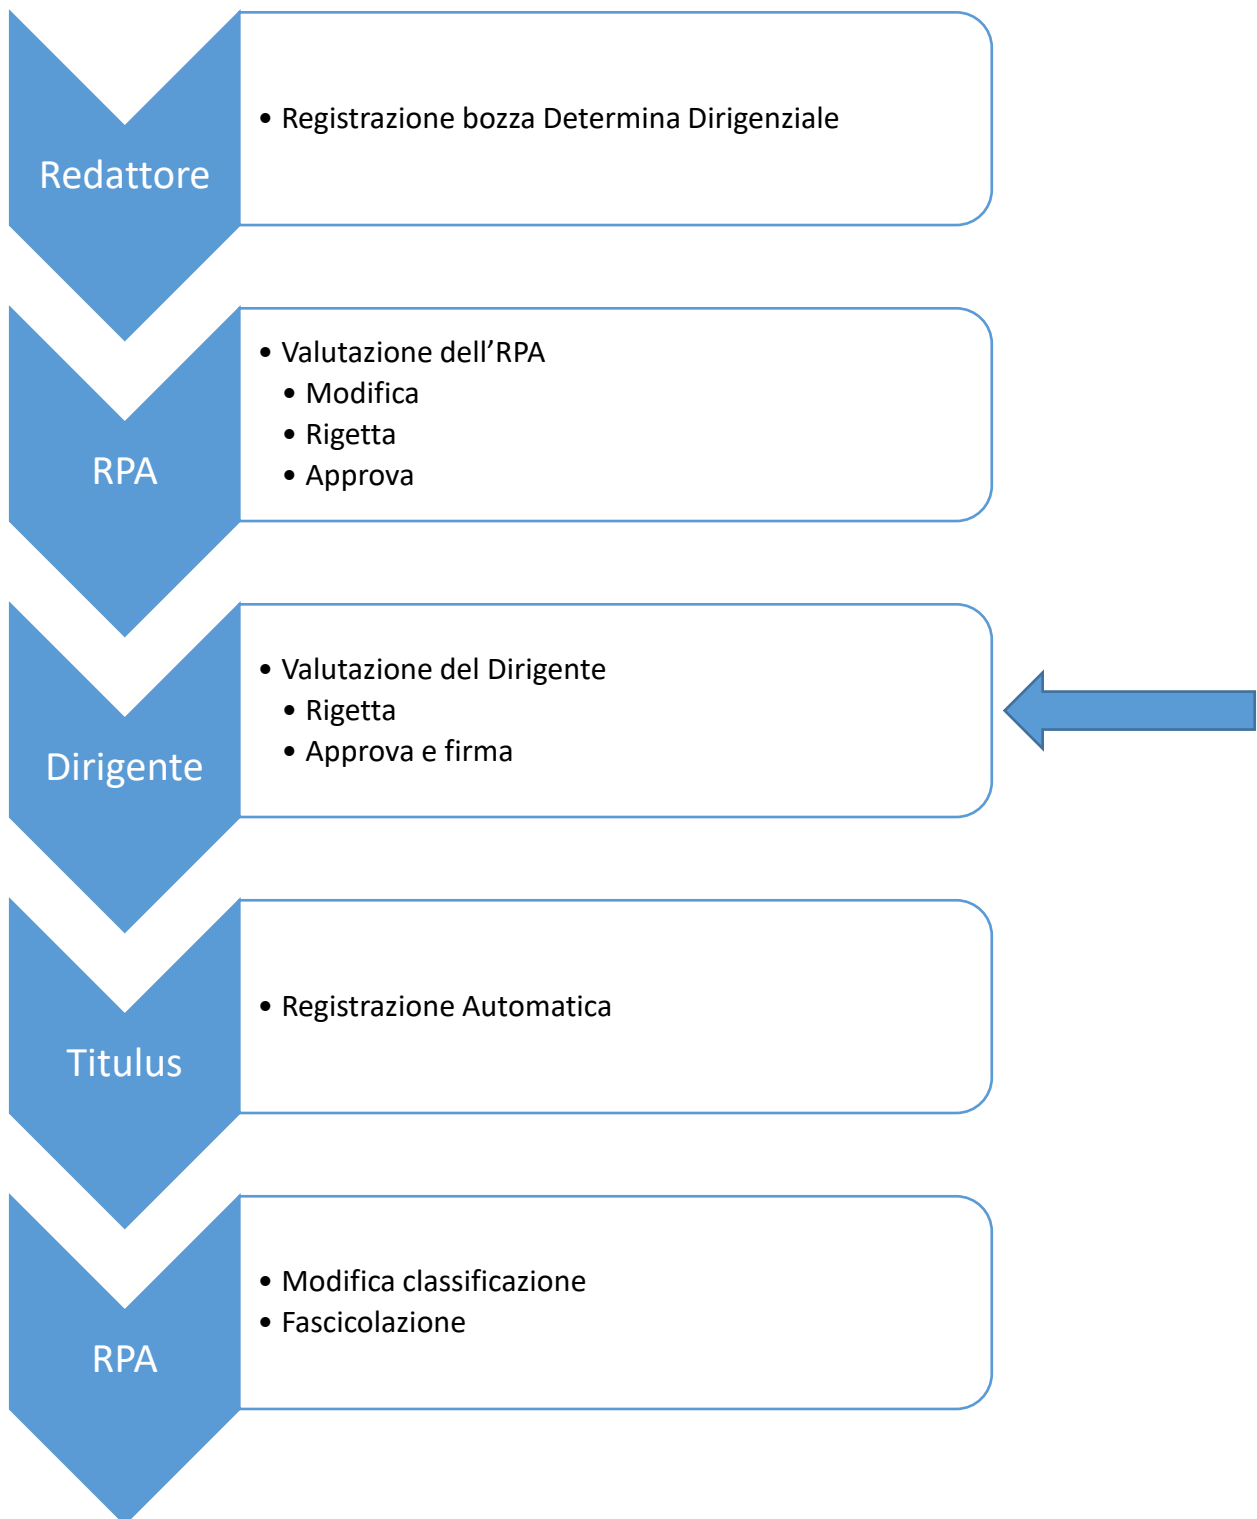 Redattore
• Registrazione bozza Determina Dirigenziale
RPA
• Valutazione dell’RPA
• Modifica
• Rigetta
• Approva
Dirigente
• Valutazione del Dirigente
• Rigetta
• Approva e firma
Titulus
• Registrazione Automatica
RPA
• Modifica classificazione
• Fascicolazione